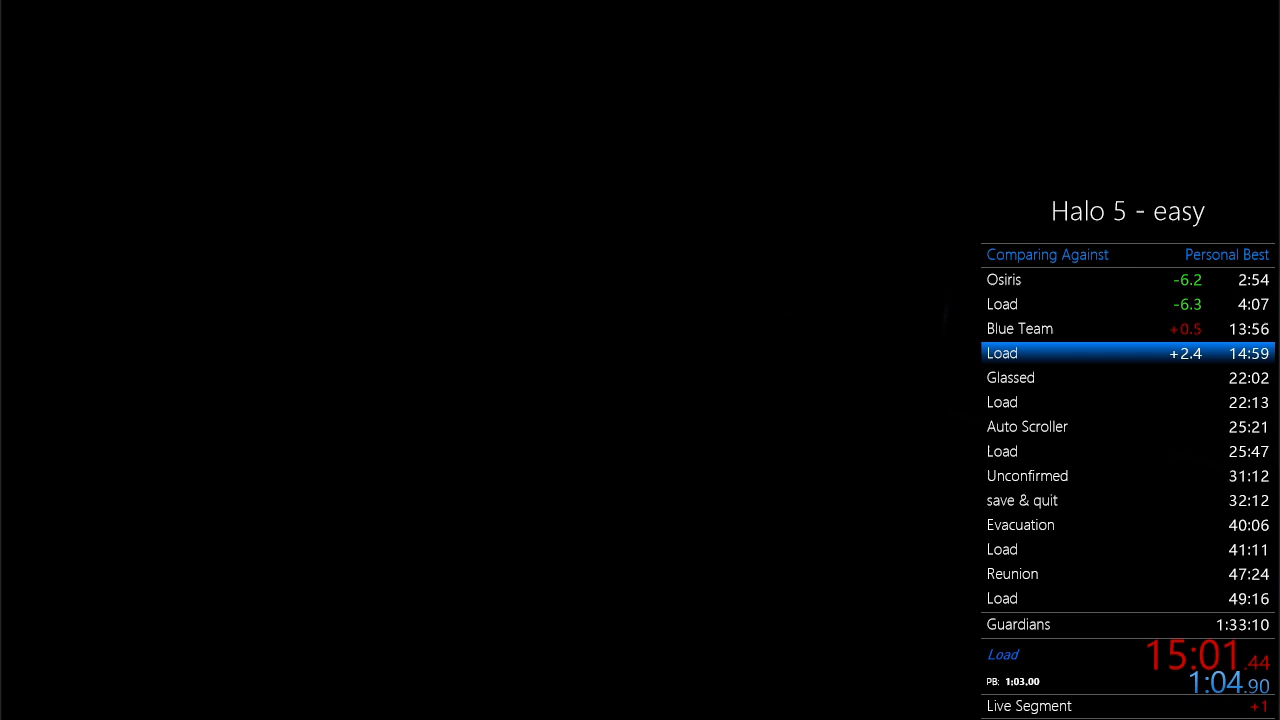 Halo 5 - easy
Comparing Against Personal Best
Osiris -6.2 2:54
Load -6.3 4:07
Blue Team +0.5 13:56
Load +2.4 14:59
Glassed 22:02
Load 22:13
Auto Scroller 25:21
Load 25:47
Unconfirmed 31:12
save & quit 32:12
Evacuation 40:06
Load 41:11
Reunion 47:24
Load 49:16
Guardians 1:33:10
Load 15:01.44
PB: 1:03.00 1:04.90
Live Segment +1